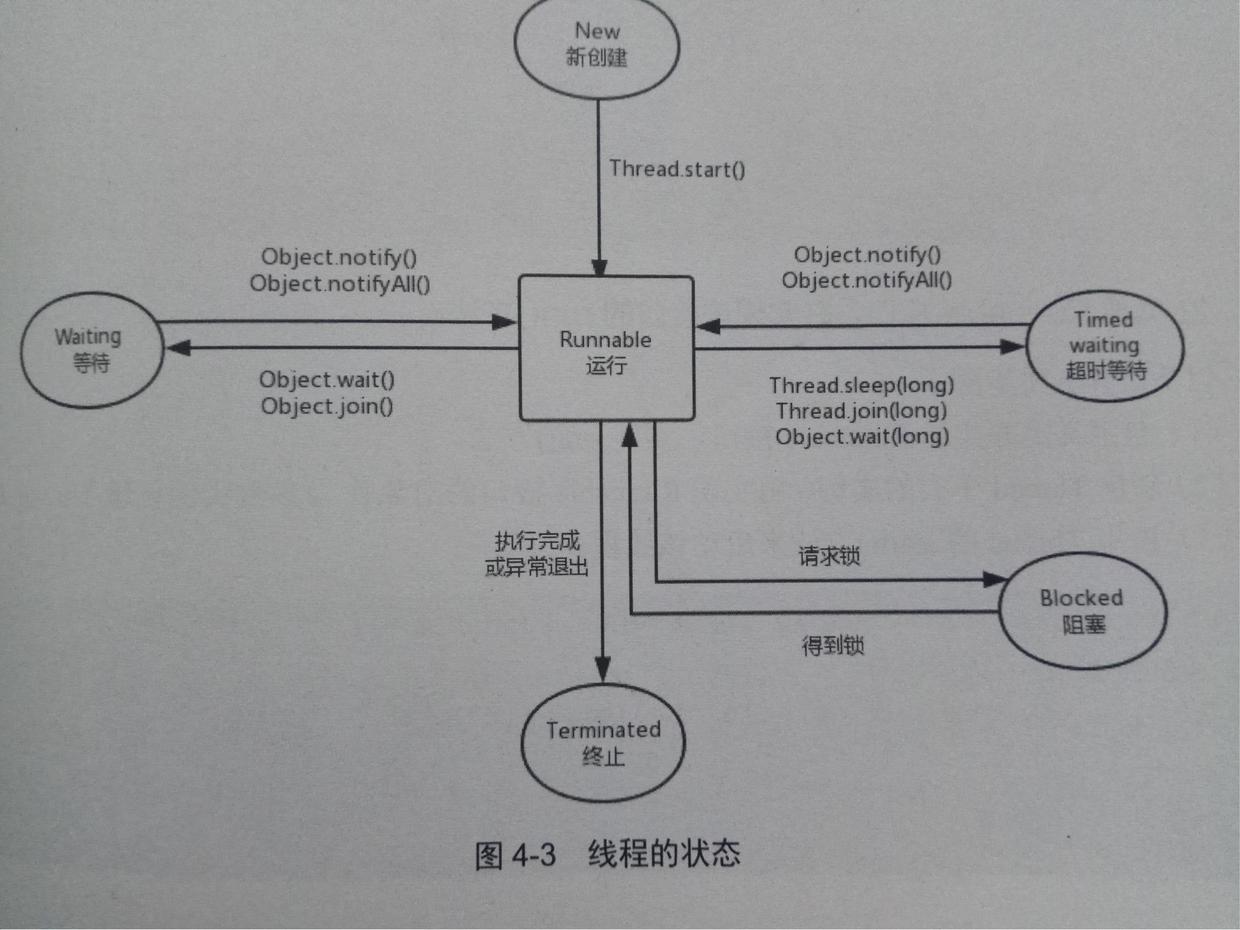 New
新创建
Thread.start()
Object.notify()
Object.notifyAll()
Object.notify()
Object.notifyAll()
Waiting
等待
Runnable
运行
Timed
waiting
超时等待
Object.wait()
Object.join()
Thread.sleep(long)
Thread.join(long)
Object.wait(long)
执行完成
或异常退出
请求锁
Blocked
阻塞
得到锁
Terminated
终止
图 4-3 线程的状态